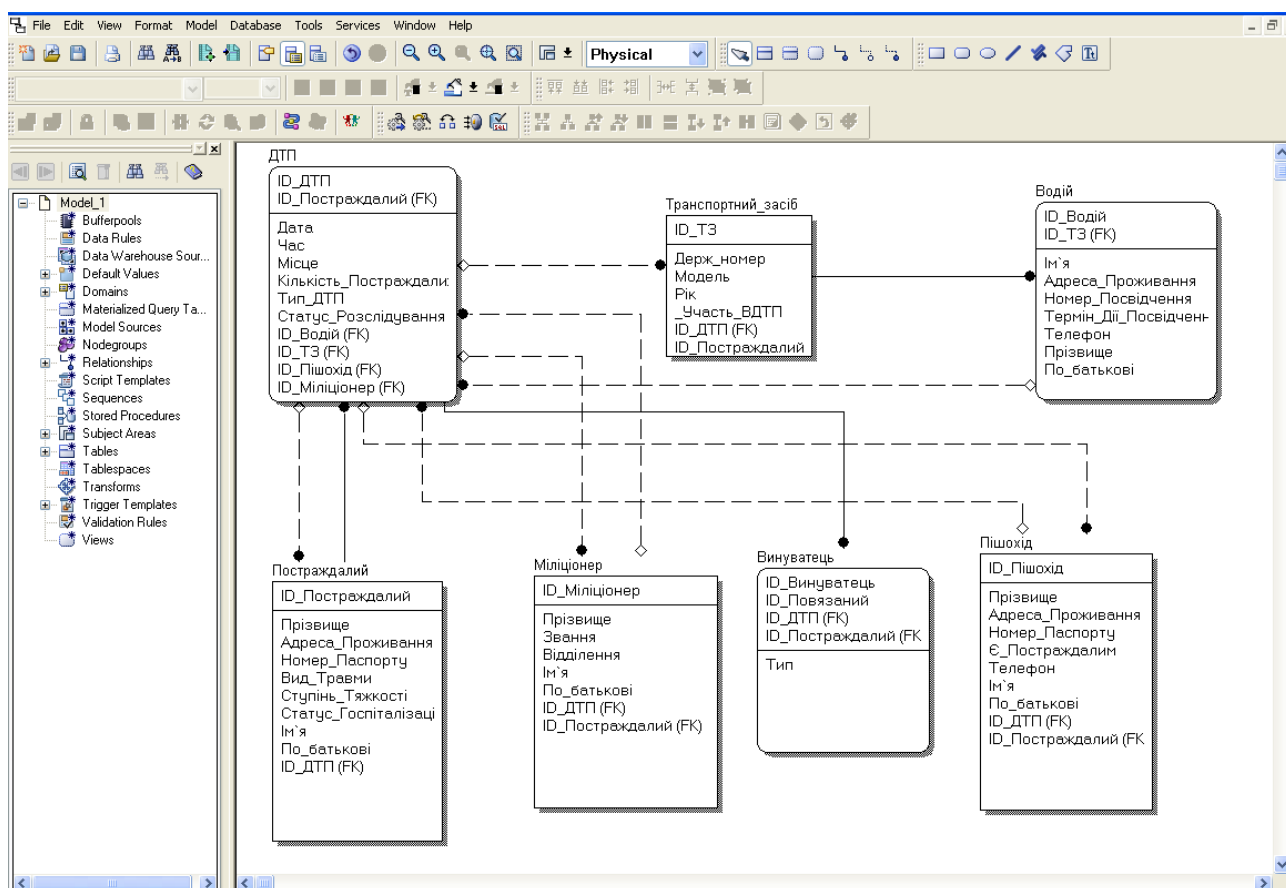 File Edit View Format Model Database Tools Services Window Help
Physical
Model_1
Bufferpools
Data Rules
Data Warehouse Sour...
Default Values
Domains
Materialized Query Ta...
Model Sources
Nodegroups
Relationships
Script Templates
Sequences
Stored Procedures
Subject Areas
Tables
Tablespaces
Transforms
Trigger Templates
Validation Rules
Views
ДТП
ID_ДТП
ID_Постраждалий (FK)
Дата
Час
Місце
Кількість_Постраждали
Тип_ДТП
Статус_Розслідування
ID_Водій (FK)
ID_ТЗ (FK)
ID_Пішохід (FK)
ID_Міліціонер (FK)
Транспортний_засіб
ID_ТЗ
Держ_номер
Модель
Рік
_Участь_ВДТП
ID_ДТП (FK)
ID_Постраждалий
Водій
ID_Водій
ID_ТЗ (FK)
Ім`я
Адреса_Проживання
Номер_Посвідчення
Термін_Дії_Посвідчен
Телефон
Прізвище
По_батькові
Постраждалий
ID_Постраждалий
Прізвище
Адреса_Проживання
Номер_Паспорту
Вид_Травми
Ступінь_Тяжкості
Статус_Госпіталізаці
Ім`я
По_батькові
ID_ДТП (FK)
Міліціонер
ID_Міліціонер
Прізвище
Звання
Відділення
Ім`я
По_батькові
ID_ДТП (FK)
ID_Постраждалий (FK)
Винуватець
ID_Винуватець
ID_Повязаний
ID_ДТП (FK)
ID_Постраждалий (FK
Тип
Пішохід
ID_Пішохід
Прізвище
Адреса_Проживання
Номер_Паспорту
Є_Постраждалим
Телефон
Ім`я
По_батькові
ID_ДТП (FK)
ID_Постраждалий (FK